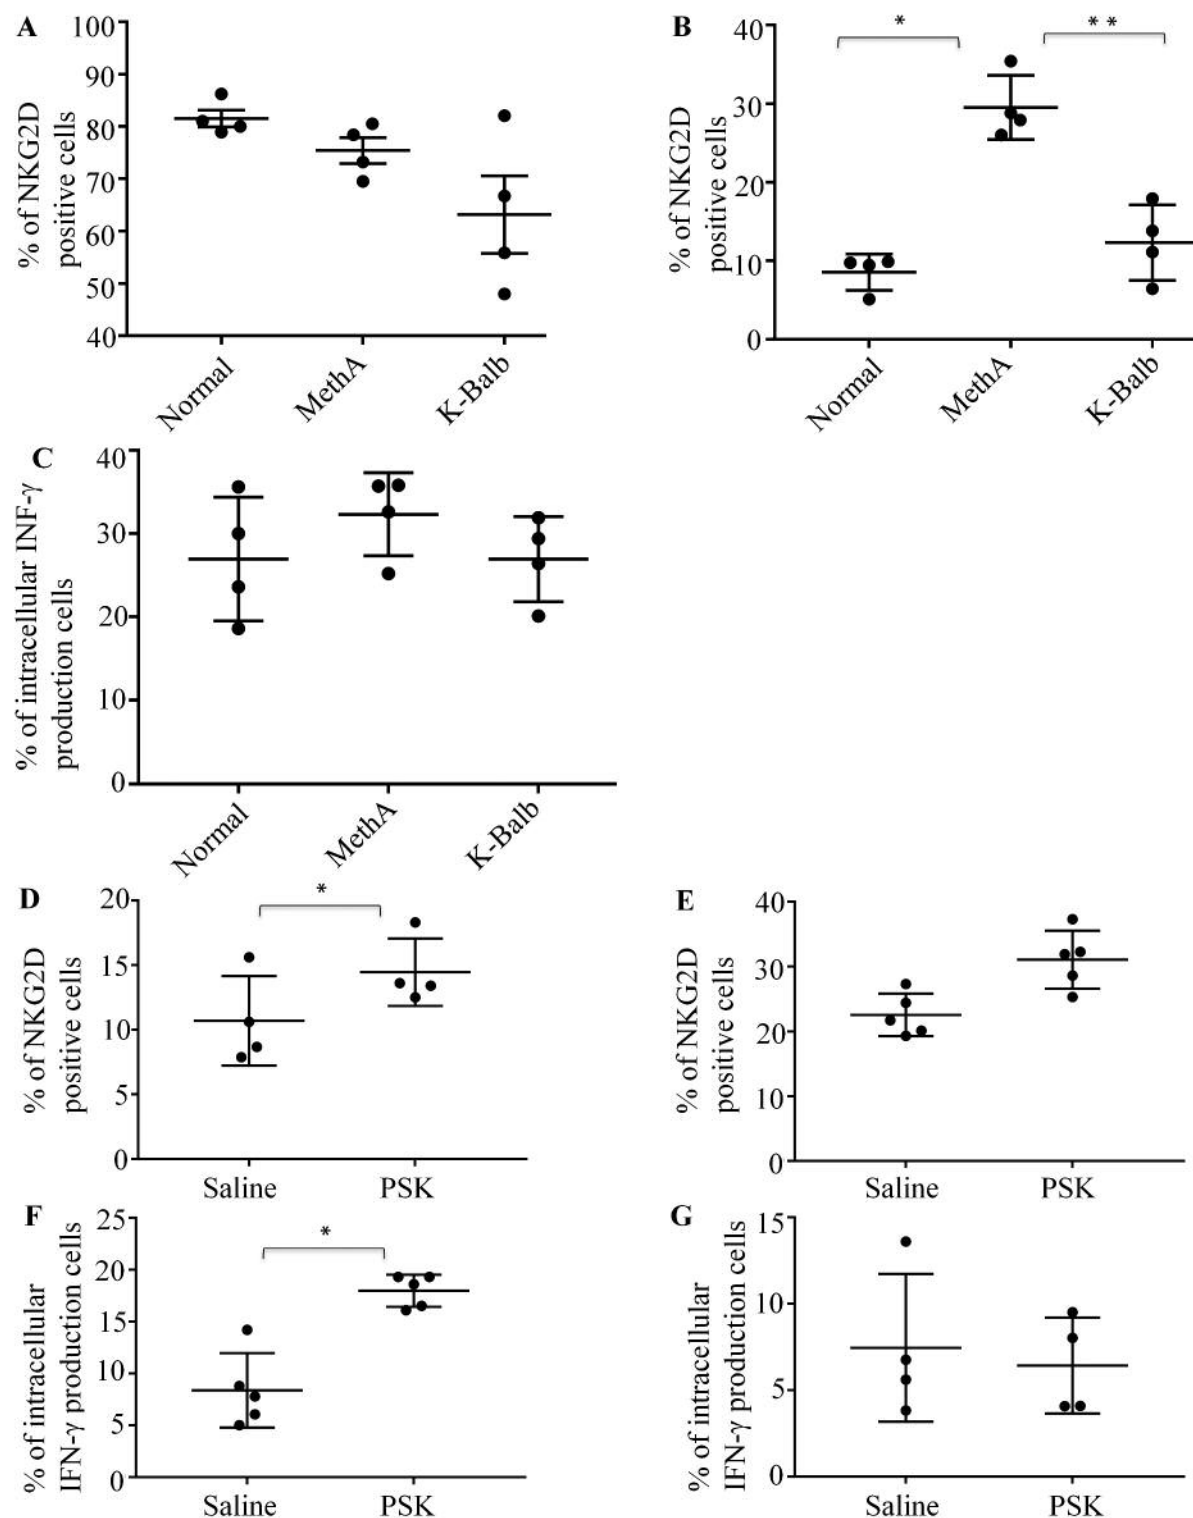 A
% of NKG2D
positive cells
100
90
80
70
60
50
40
Normal
MethA
K-Balb
B
% of NKG2D
positive cells
40
30
20
10
0
*
* *
Normal
MethA
K-Balb
C
% of intracellular INF-γ
production cells
40
30
20
10
0
Normal
MethA
K-Balb
D
% of NKG2D
positive cells
20
15
10
5
0
*
Saline
PSK
E
% of NKG2D
positive cells
40
30
20
10
0
Saline
PSK
F
% of intracellular
IFN-γ production cells
25
20
15
10
5
0
*
Saline
PSK
G
% of intracellular
IFN-γ production cells
15
10
5
0
Saline
PSK